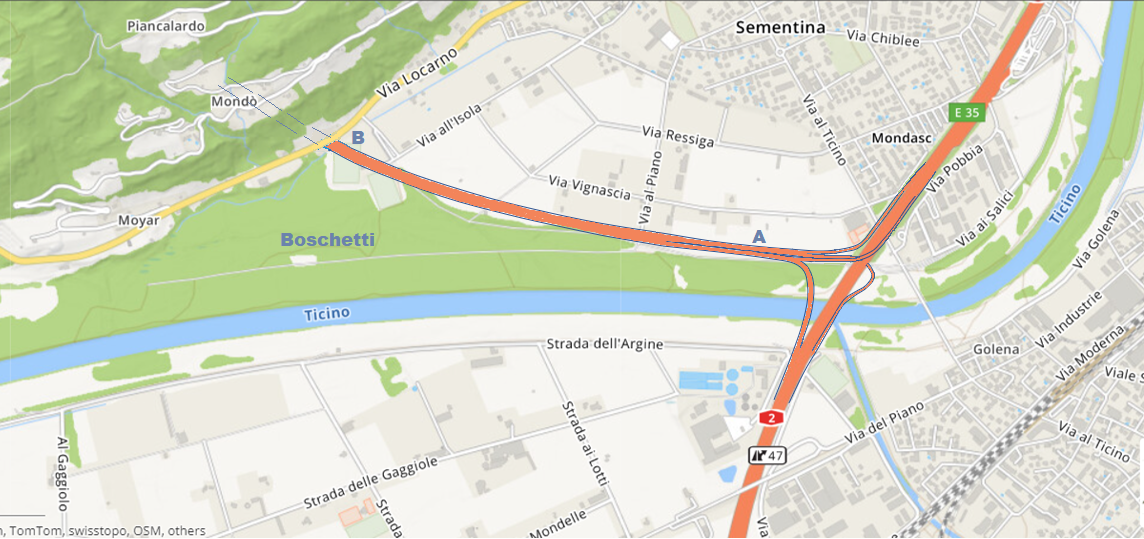 Piancalardo
Sementina
Via Chiblee
Via Locarno
Mondò
Via al Ticino
E 35
Via all'Isola
B
Via Ressiga
Mondasc
Via Pobbia
Via al Piano
Via Vignascia
Via ai Salici
Ticino
Moyar
Via Golena
Boschetti
A
Ticino
Via Industrie
Strada dell'Argine
Golena
Via Moderna
Viale S
2
Via del Piano
Strada ai Lotti
Al Gaggiolo
47
Via al Ticino
Strada delle Gaggiole
Strada
Mondelle
Via
, TomTom, swisstopo, OSM, others